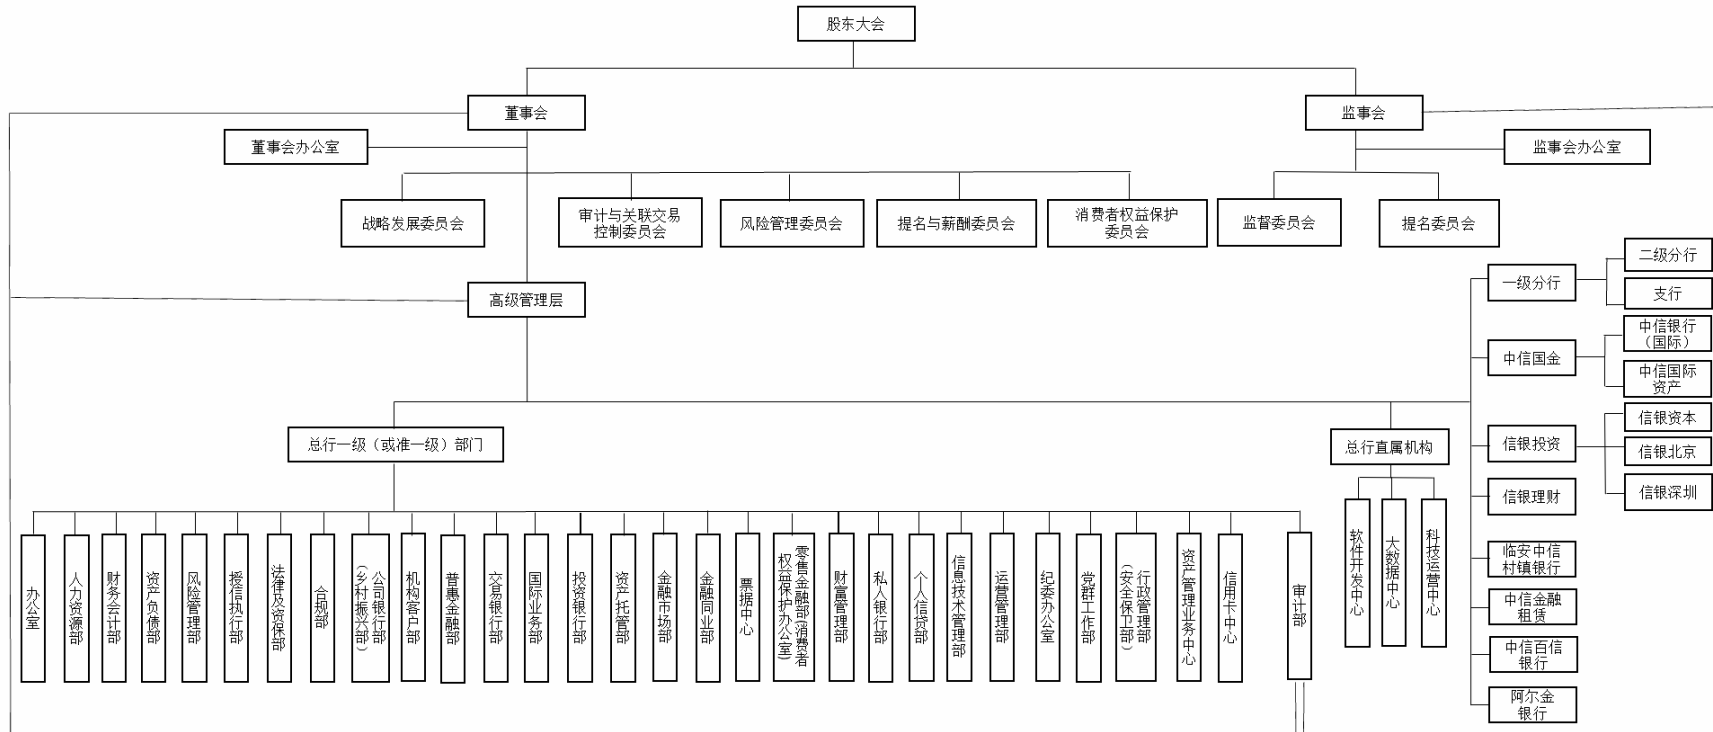 股东大会
董事会
监事会
董事会办公室
监事会办公室
战略发展委员会
审计与关联交易
控制委员会
风险管理委员会
提名与薪酬委员会
消费者权益保护
委员会
监督委员会
提名委员会
高级管理层
一级分行
二级分行
支行
中信国金
中信银行
（国际）
中信国际
资产
信银投资
信银资本
信银北京
信银深圳
信银理财
临安中信
村镇银行
中信金融
租赁
中信百信
银行
阿尔金
银行
总行一级（或准一级）部门
总行直属机构
办公室
人力资源部
财务会计部
资产负债部
风险管理部
授信执行部
法律及资保部
合规部
公司银行部
（乡村振兴部）
机构客户部
普惠金融部
交易银行部
国际业务部
投资银行部
资产托管部
金融市场部
金融同业部
票据中心
零售金融部(消费者
权益保护办公室)
财富管理部
私人银行部
个人信贷部
信息技术管理部
运营管理部
纪委办公室
党群工作部
行政管理部
（安全保卫部）
资产管理业务中心
信用卡中心
审计部
软件开发中心
大数据中心
科技运营中心